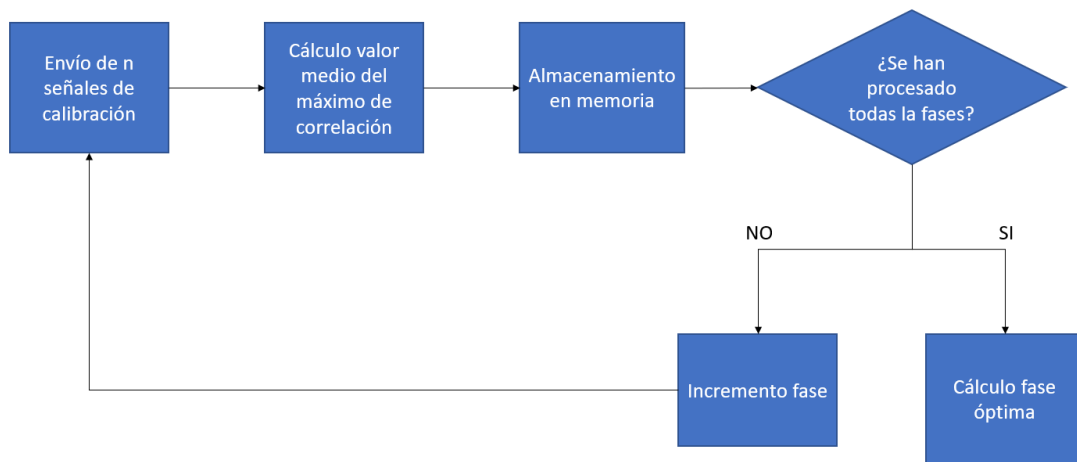 Envío de n
señales de
calibración
Cálculo valor
medio del
máximo de
correlación
Almacenamiento
en memoria
¿Se han
procesado
todas la fases?
NO
SI
Incremento fase
Cálculo fase
óptima